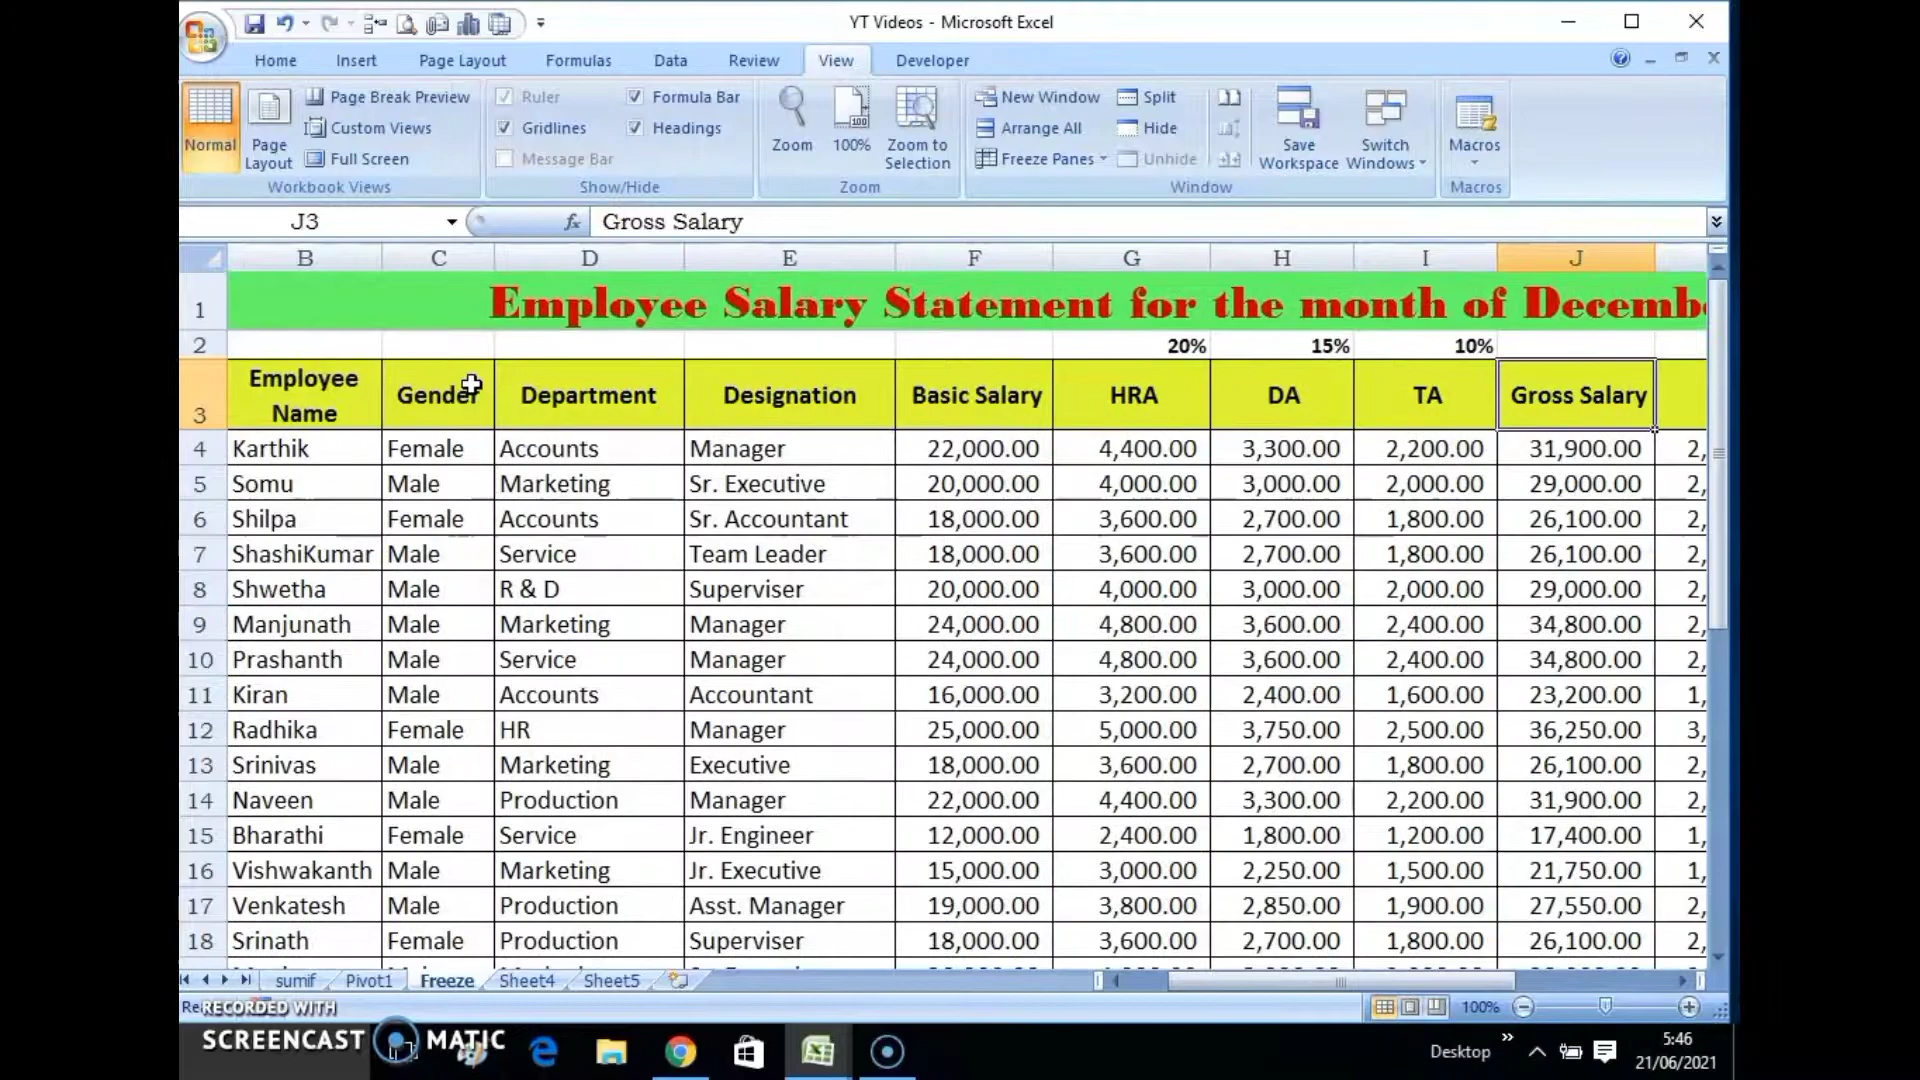 YT Videos - Microsoft Excel
Home Insert Page Layout Formulas Data Review View Developer
Normal
Page Layout
Page Break Preview
Custom Views
Full Screen
Workbook Views
Ruler Formula Bar
Gridlines Headings
Message Bar
Show/Hide
Zoom 100% Zoom to Selection
Zoom
New Window Split
Arrange All Hide
Freeze Panes Unhide
Save Workspace Switch Windows
Window
Macros
Macros
J3 fx Gross Salary
B C D E F G H I J
1 Employee Salary Statement for the month of Decemb
2 20% 15% 10%
3 Employee Name Gender Department Designation Basic Salary HRA DA TA Gross Salary
4 Karthik Female Accounts Manager 22,000.00 4,400.00 3,300.00 2,200.00 31,900.00 2,
5 Somu Male Marketing Sr. Executive 20,000.00 4,000.00 3,000.00 2,000.00 29,000.00 2,
6 Shilpa Female Accounts Sr. Accountant 18,000.00 3,600.00 2,700.00 1,800.00 26,100.00 2,
7 ShashiKumar Male Service Team Leader 18,000.00 3,600.00 2,700.00 1,800.00 26,100.00 2,
8 Shwetha Male R & D Superviser 20,000.00 4,000.00 3,000.00 2,000.00 29,000.00 2,
9 Manjunath Male Marketing Manager 24,000.00 4,800.00 3,600.00 2,400.00 34,800.00 2,
10 Prashanth Male Service Manager 24,000.00 4,800.00 3,600.00 2,400.00 34,800.00 2,
11 Kiran Male Accounts Accountant 16,000.00 3,200.00 2,400.00 1,600.00 23,200.00 1,
12 Radhika Female HR Manager 25,000.00 5,000.00 3,750.00 2,500.00 36,250.00 3,
13 Srinivas Male Marketing Executive 18,000.00 3,600.00 2,700.00 1,800.00 26,100.00 2,
14 Naveen Male Production Manager 22,000.00 4,400.00 3,300.00 2,200.00 31,900.00 2,
15 Bharathi Female Service Jr. Engineer 12,000.00 2,400.00 1,800.00 1,200.00 17,400.00 1,
16 Vishwakanth Male Marketing Jr. Executive 15,000.00 3,000.00 2,250.00 1,500.00 21,750.00 1,
17 Venkatesh Male Production Asst. Manager 19,000.00 3,800.00 2,850.00 1,900.00 27,550.00 2,
18 Srinath Female Production Superviser 18,000.00 3,600.00 2,700.00 1,800.00 26,100.00 2,
sumif Pivot1 Freeze Sheet4 Sheet5
RECORDED WITH 100%
SCREENCAST MATIC
Desktop 5:46
21/06/2021